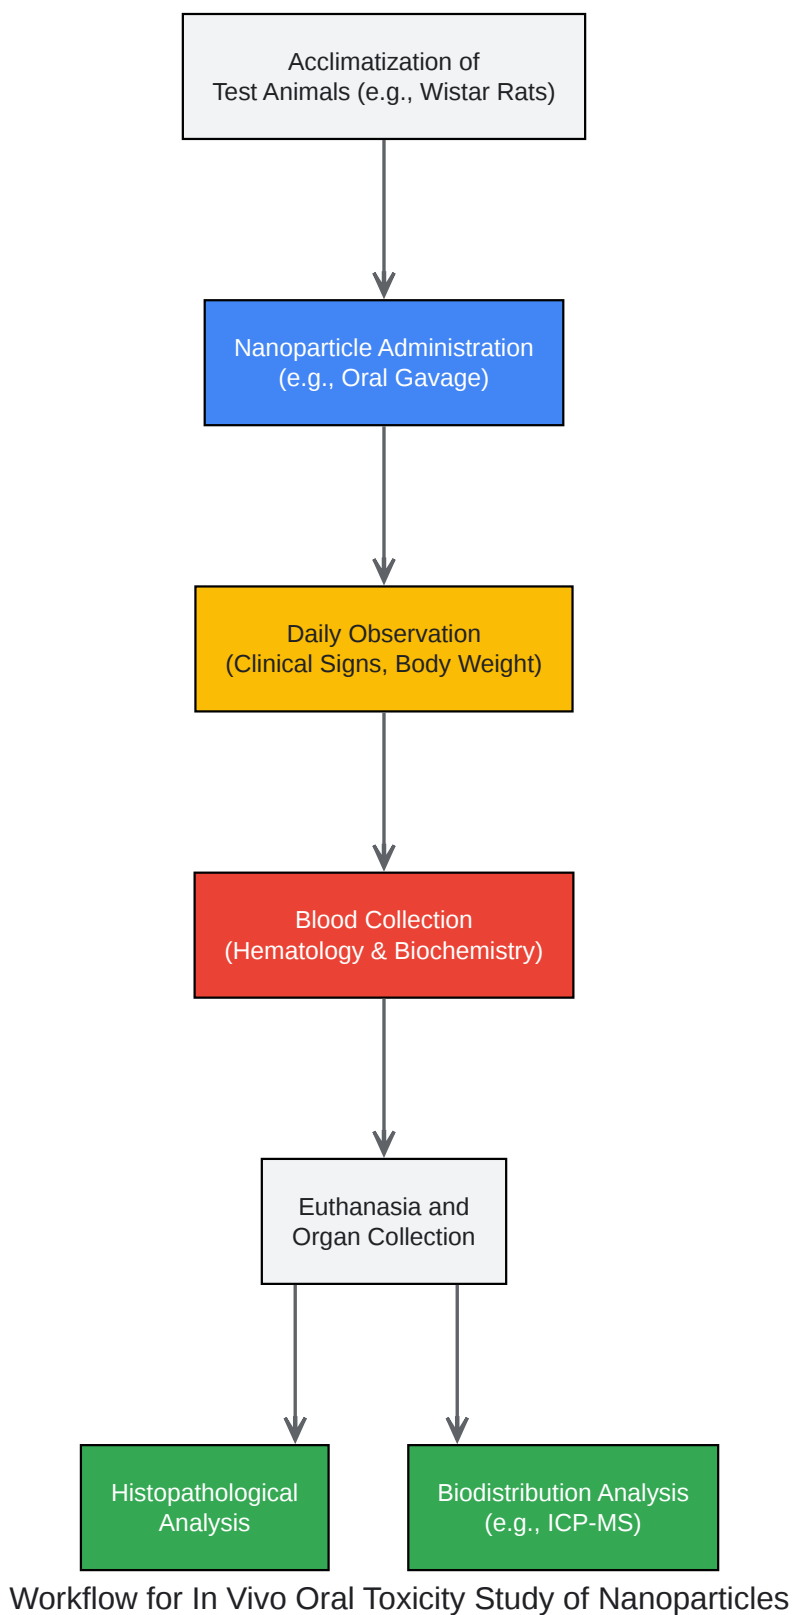 Acclimatization of
Test Animals (e.g., Wistar Rats)
Nanoparticle Administration
(e.g., Oral Gavage)
Daily Observation
(Clinical Signs, Body Weight)
Blood Collection
(Hematology & Biochemistry)
Euthanasia and
Organ Collection
Histopathological
Analysis
Biodistribution Analysis
(e.g., ICP-MS)
Workflow for In Vivo Oral Toxicity Study of Nanoparticles